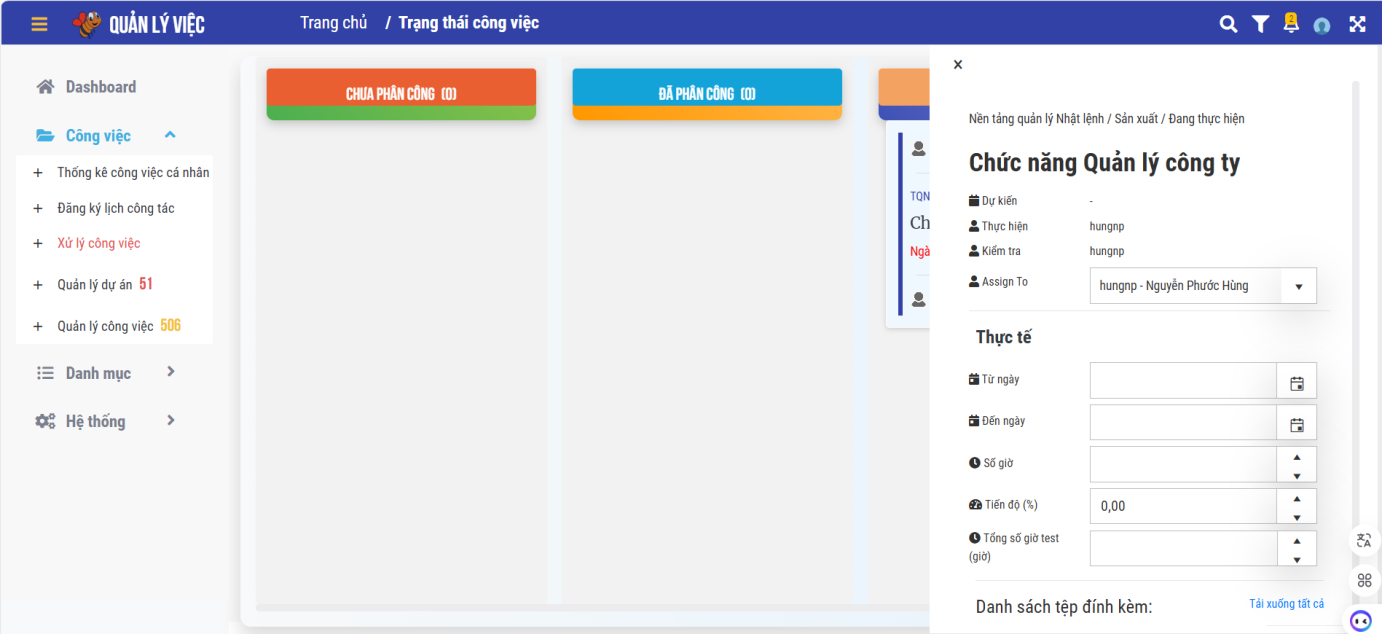 QUẢN LÝ VIỆC
Trang chủ / Trạng thái công việc
2
Dashboard
Công việc
+ Thống kê công việc cá nhân
+ Đăng ký lịch công tác
+ Xử lý công việc
+ Quản lý dự án 51
+ Quản lý công việc 506
Danh mục
Hệ thống
CHƯA PHÂN CÔNG (0)
ĐÃ PHÂN CÔNG (0)
TQN
Ch
Ngà
×
Nền tảng quản lý Nhật lệnh / Sản xuất / Đang thực hiện
Chức năng Quản lý công ty
Dự kiến -
Thực hiện hungnp
Kiểm tra hungnp
Assign To hungnp - Nguyễn Phước Hùng
Thực tế
Từ ngày
Đến ngày
Số giờ
Tiến độ (%) 0,00
Tổng số giờ test
(giờ)
Danh sách tệp đính kèm: Tải xuống tất cả